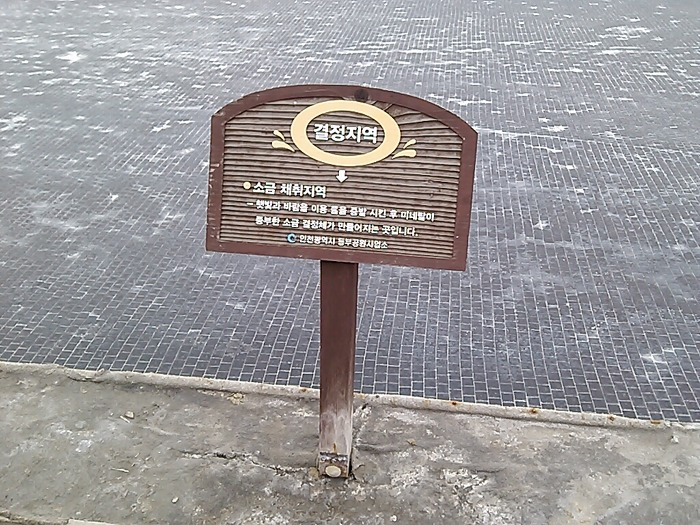 결정지역
소금 채취지역
- 햇빛과 바람을 이용 물을 증발 시킨 후 미네랄이
풍부한 소금 결정체가 만들어지는 곳입니다.
인천광역시 동부공원사업소